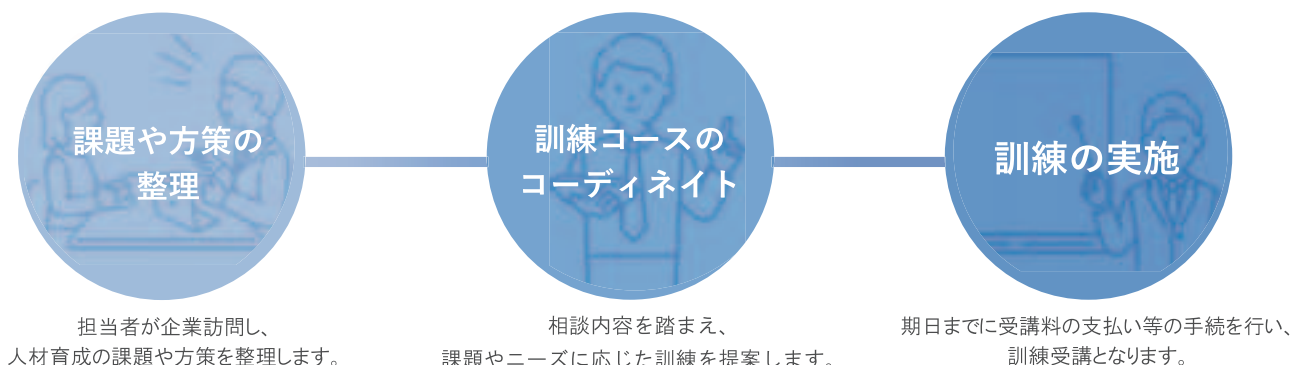 課題や方策の
整理
担当者が企業訪問し、
人材育成の課題や方策を整理します。
訓練コースの
コーディネイト
相談内容を踏まえ、
課題やニーズに応じた訓練を提案します。
訓練の実施
期日までに受講料の支払い等の手続を行い、
訓練受講となります。